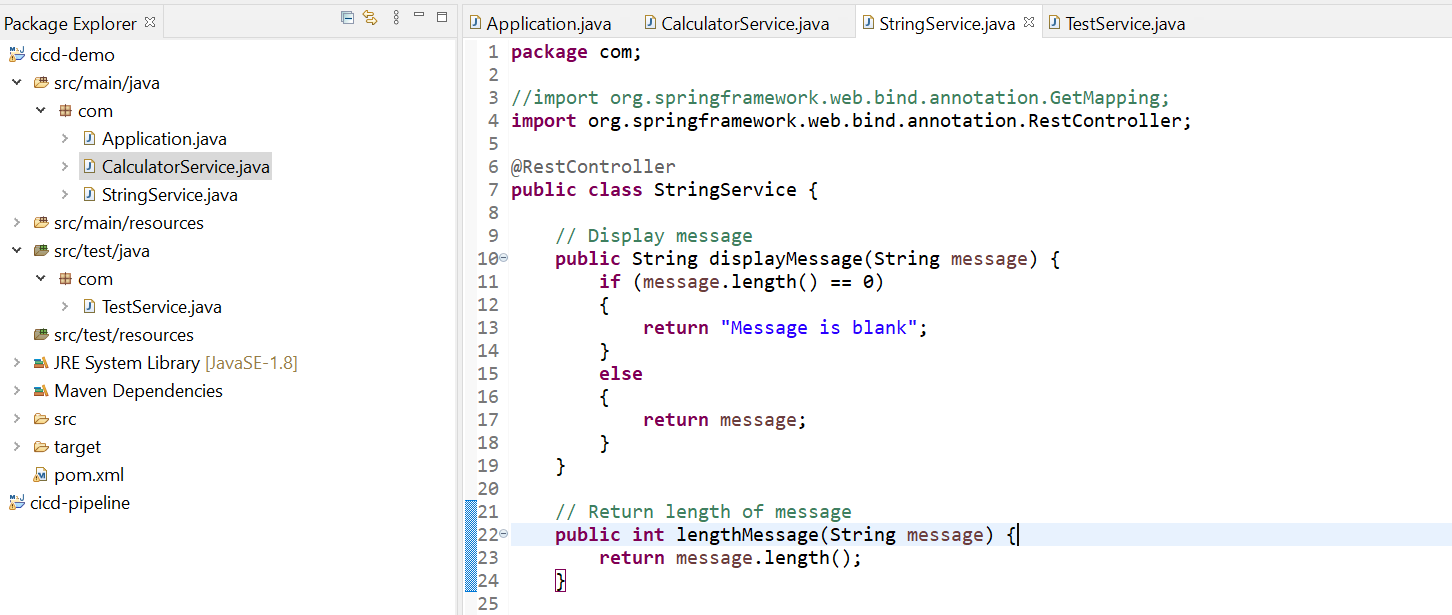 Package Explorer
cicd-demo
src/main/java
com
Application.java
CalculatorService.java
StringService.java
src/main/resources
src/test/java
com
TestService.java
src/test/resources
JRE System Library [JavaSE-1.8]
Maven Dependencies
src
target
pom.xml
cicd-pipeline
Application.java CalculatorService.java StringService.java TestService.java
1 package com;
2
3 //import org.springframework.web.bind.annotation.GetMapping;
4 import org.springframework.web.bind.annotation.RestController;
5
6 @RestController
7 public class StringService {
8
9     // Display message
10     public String displayMessage(String message) {
11         if (message.length() == 0)
12         {
13             return "Message is blank";
14         }
15         else
16         {
17             return message;
18         }
19     }
20
21     // Return length of message
22     public int lengthMessage(String message) {
23         return message.length();
24     }
25